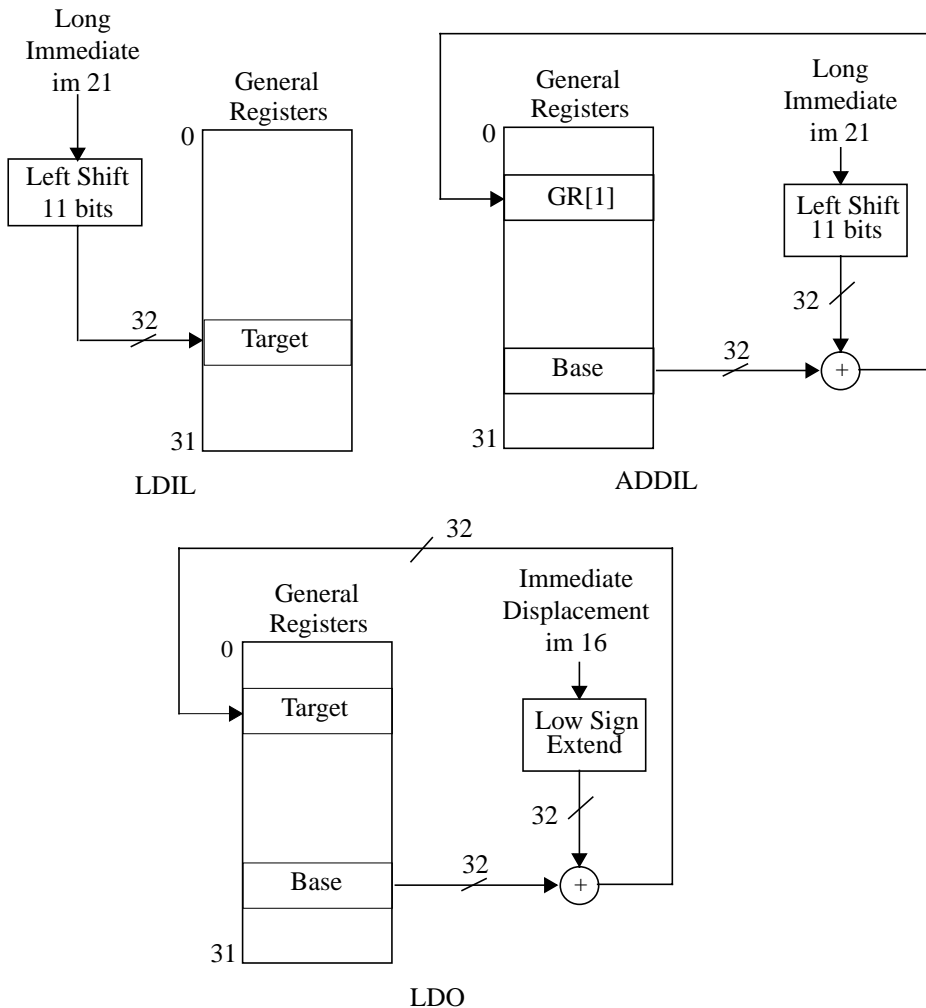 Long
Immediate
im 21
Left Shift
11 bits
32
General
Registers
0
Target
31
LDIL
General
Registers
0
GR[1]
Base
31
32
Long
Immediate
im 21
Left Shift
11 bits
32
+
ADDIL
32
General
Registers
0
Target
Base
31
32
Immediate
Displacement
im 16
Low Sign
Extend
32
+
LDO